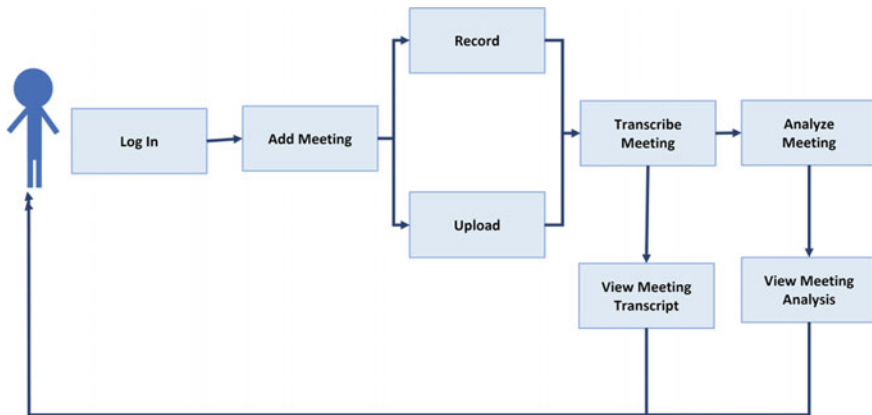 Record
Log In
Add Meeting
Transcribe
Meeting
Analyze
Meeting
Upload
View Meeting
Transcript
View Meeting
Analysis